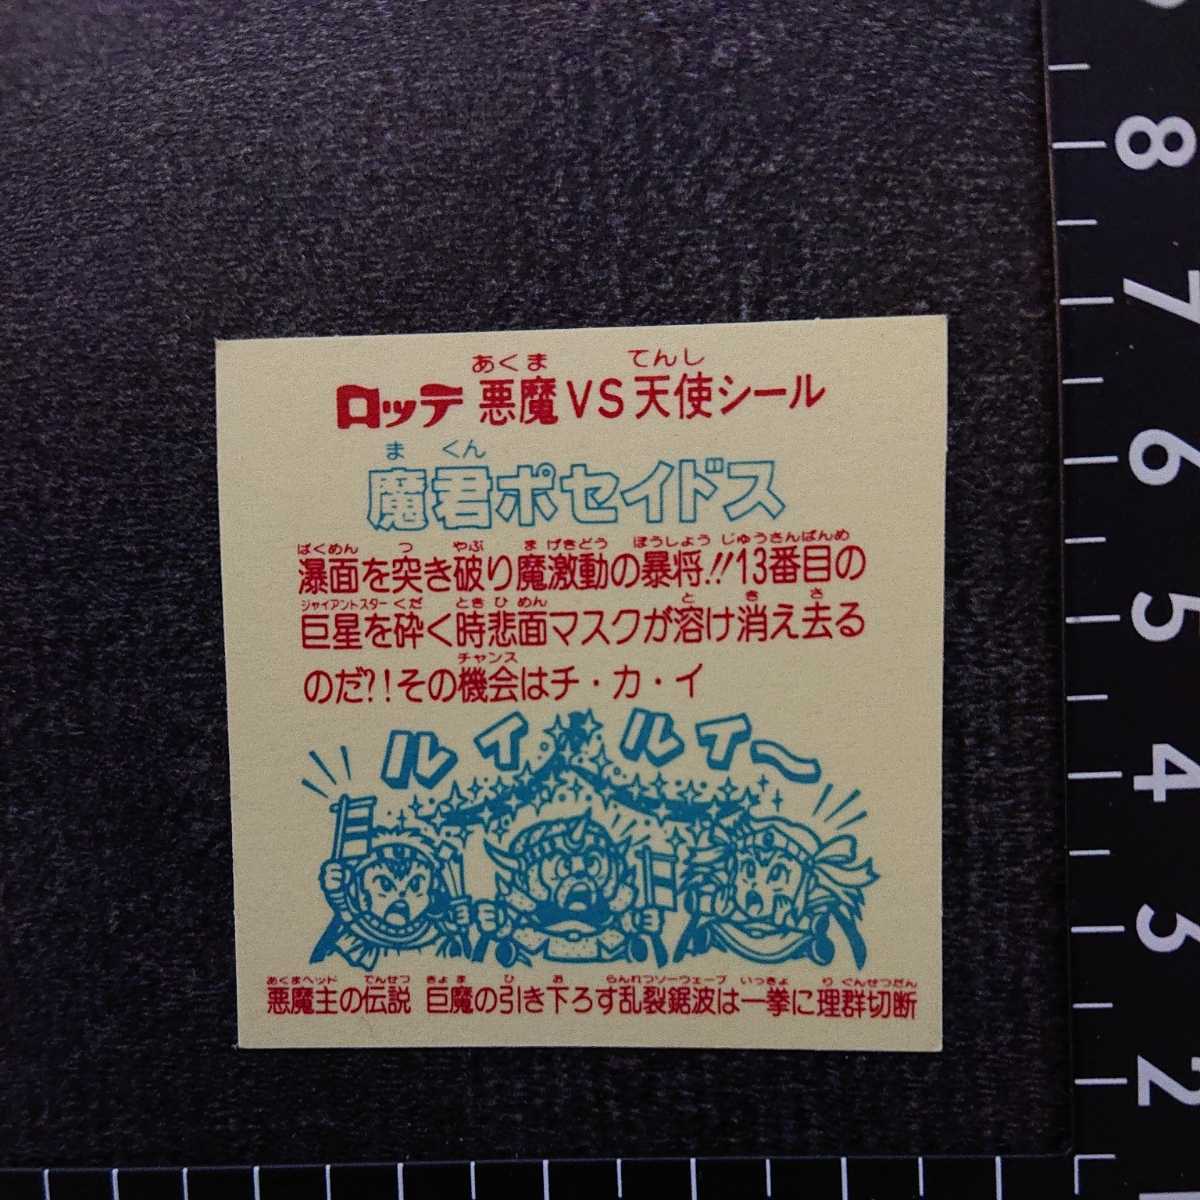 あくま てんし
ロッテ 悪魔VS天使シール
ま くん
魔君ポセイドス
ばくめん つ やぶ ま げきどう ぼうしょう じゅうさんばんめ
瀑面を突き破り魔激動の暴将!!13番目の
ジャイアントスター くだ とき ひ めん と き さ
巨星を砕く時悲面マスクが溶け消え去る
チャンス
のだ?!その機会はチ・カ・イ
ルイ・ルイ〜
あくまヘッド でんせつ きょ ま ひ お らんれつソーウェーブ いっきょ り ぐんせつだん
悪魔主の伝説 巨魔の引き下ろす乱裂鋸波は一拳に理群切断
8
7
6
5
4
3
2